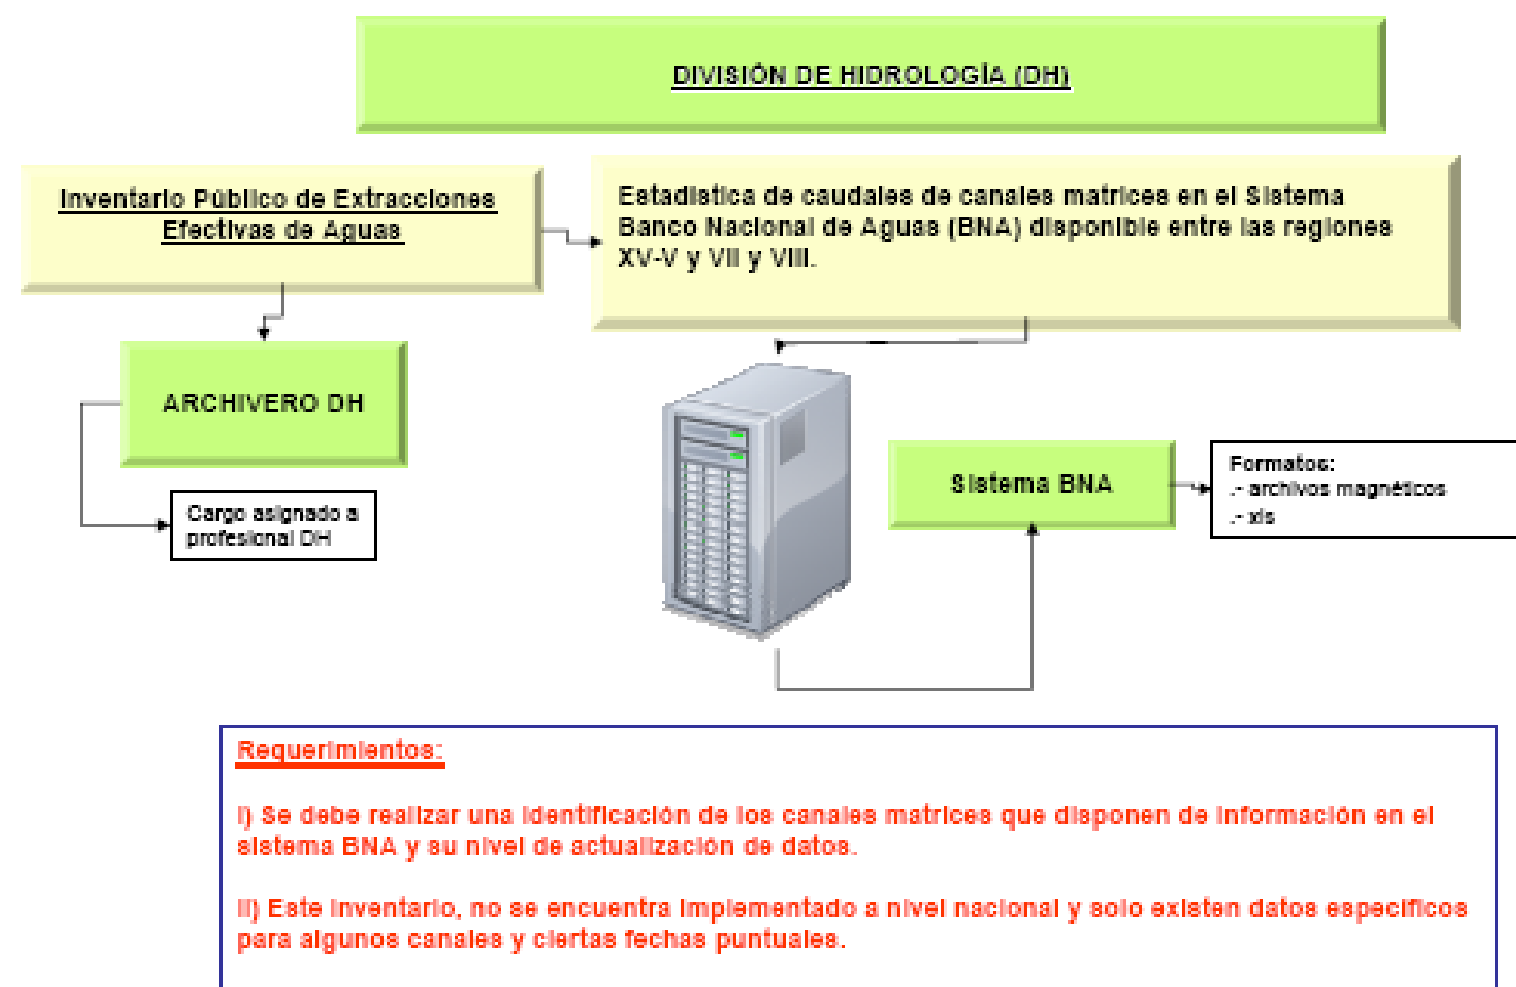 DIVISIÓN DE HIDROLOGÍA (DH)
Inventario Público de Extracciones
Efectivas de Aguas
Estadística de caudales de canales matrices en el Sistema
Banco Nacional de Aguas (BNA) disponible entre las regiones
XV-V y VII y VIII.
ARCHIVERO DH
Cargo asignado a
profesional DH
Sistema BNA
Formatos:
.- archivos magnéticos
.- xls
Requerimientos:
I) Se debe realizar una identificación de los canales matrices que disponen de información en el
sistema BNA y su nivel de actualización de datos.
II) Este inventario, no se encuentra implementado a nivel nacional y solo existen datos específicos
para algunos canales y ciertas fechas puntuales.